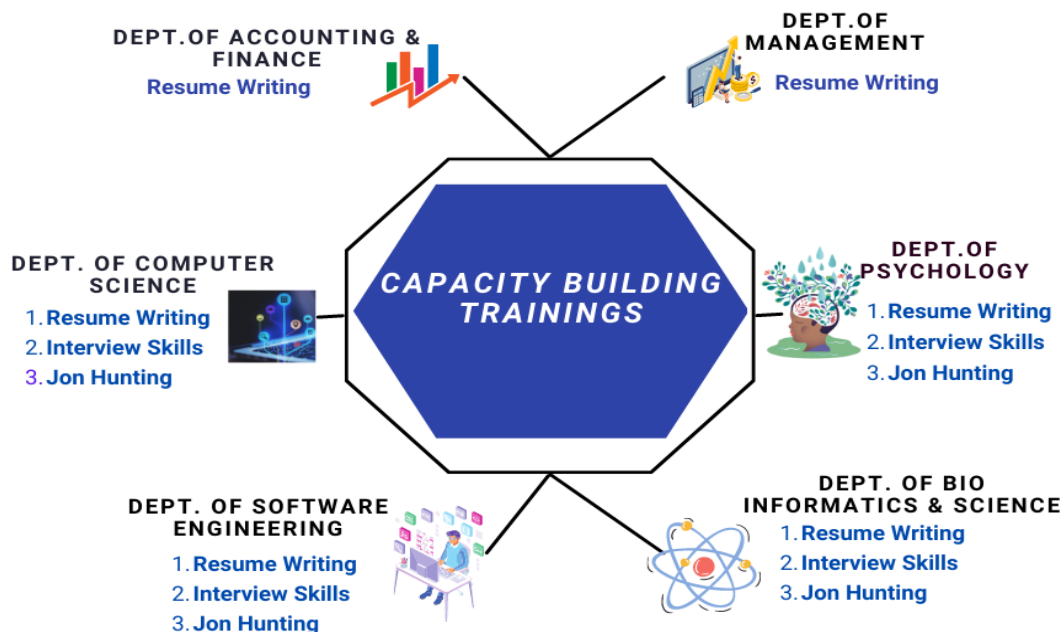 DEPT.OF ACCOUNTING &
FINANCE
Resume Writing
DEPT.OF
MANAGEMENT
Resume Writing
DEPT. OF COMPUTER
SCIENCE
1. Resume Writing
2. Interview Skills
3. Jon Hunting
CAPACITY BUILDING
TRAININGS
DEPT.OF
PSYCHOLOGY
1. Resume Writing
2. Interview Skills
3. Jon Hunting
DEPT. OF SOFTWARE
ENGINEERING
1. Resume Writing
2. Interview Skills
3. Jon Hunting
DEPT. OF BIO
INFORMATICS & SCIENCE
1. Resume Writing
2. Interview Skills
3. Jon Hunting